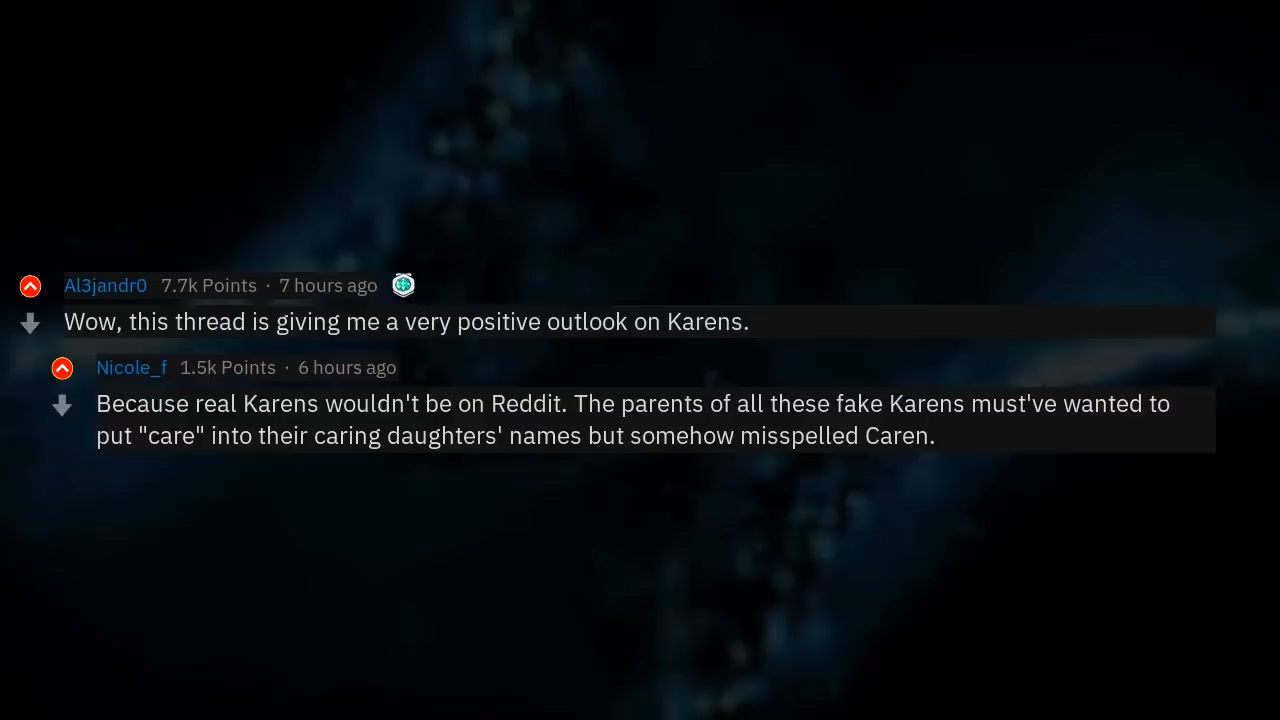 Al3jandr0 7.7k Points · 7 hours ago
Wow, this thread is giving me a very positive outlook on Karens.
Nicole_f 1.5k Points · 6 hours ago
Because real Karens wouldn't be on Reddit. The parents of all these fake Karens must've wanted to
put "care" into their caring daughters' names but somehow misspelled Caren.